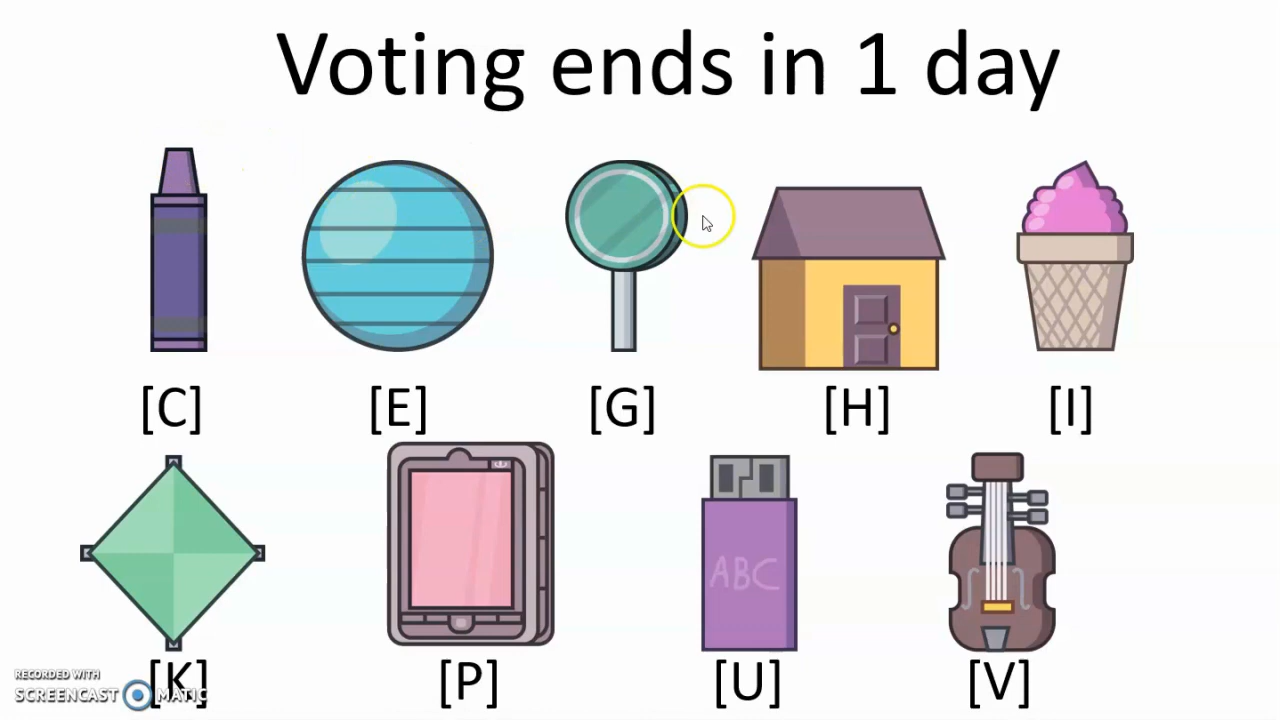 Voting ends in 1 day
[C] [E] [G] [H] [I]
ABC
[K] [P] [U] [V]
RECORDED WITH
SCREENCAST MATIC